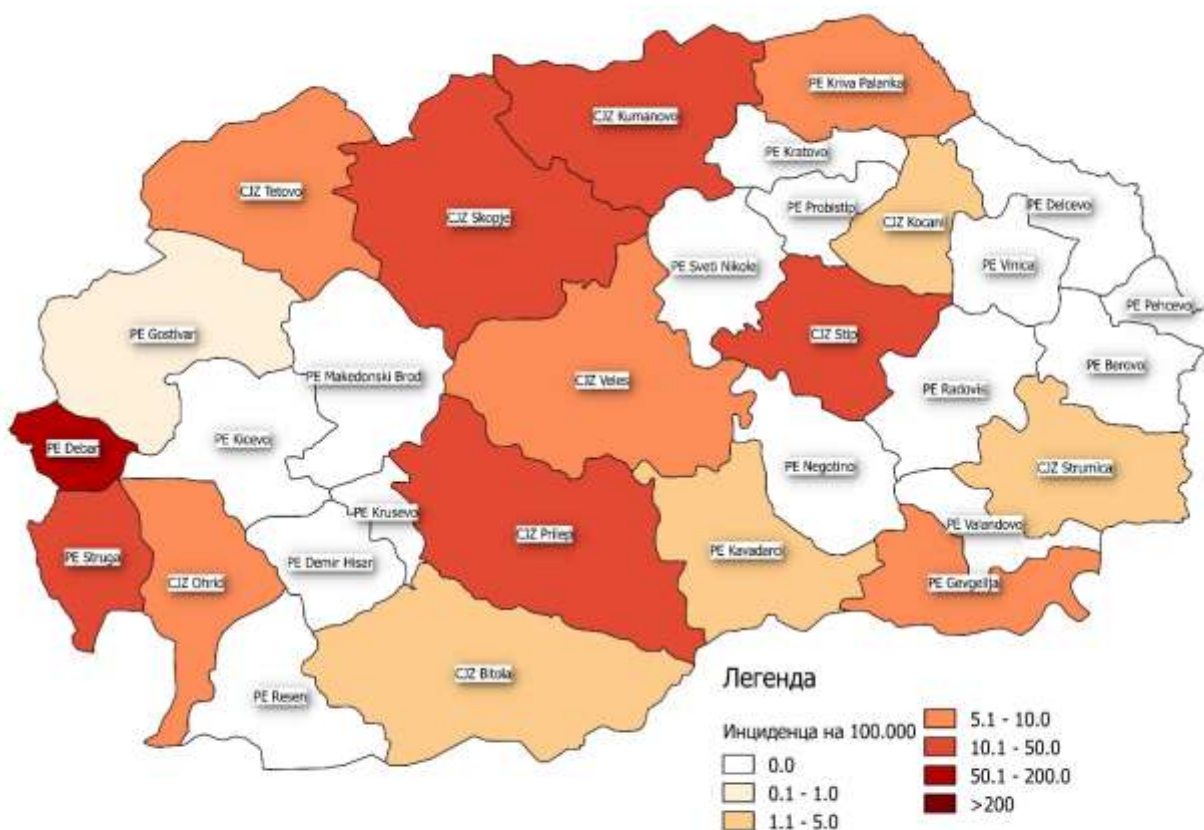 PE Kriva Palanka
CJZ Kumanovo
PE Kratovo
CJZ Tetovo
CJZ Skopje
PE Probistip
PE Delcevo
CJZ Kocani
PE Sveti Nikole
PE Vinica
PE Pehcevo
PE Gostivar
CJZ Stip
PE Makedonski Brod
CJZ Veles
PE Berovo
PE Radovis
PE Kicevo
PE Debar
PE Negotino
CJZ Strumica
PE Krusevo
PE Valandovo
CJZ Prilep
PE Struga
PE Kavadarci
PE Demir Hisar
CJZ Ohrid
PE Gevgelija
CJZ Bitola
PE Resen
Легенда
Инциденца на 100.000
0.0
0.1 - 1.0
1.1 - 5.0
5.1 - 10.0
10.1 - 50.0
50.1 - 200.0
>200